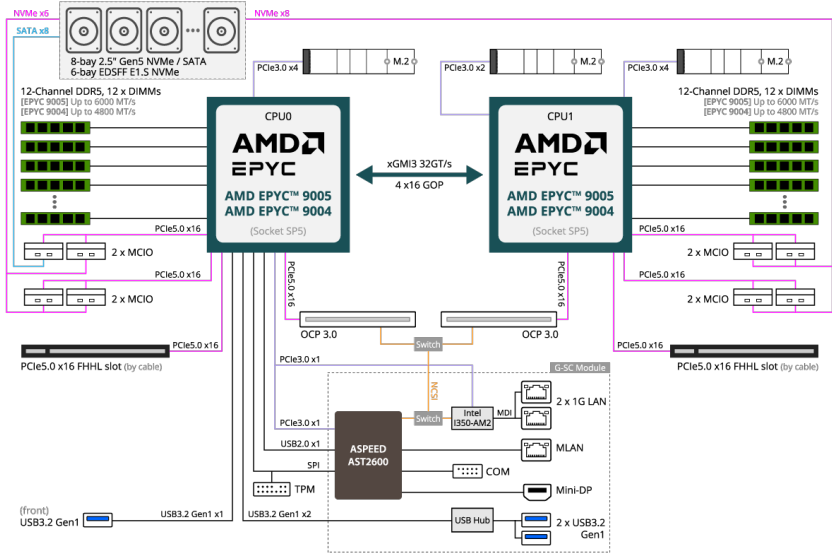 NVMe x6
NVMe x8
SATA x8
8-bay 2.5" Gen5 NVMe / SATA
6-bay EDSFF E1.S NVMe
PCIe3.0 x4
M.2
PCIe3.0 x2
M.2
PCIe3.0 x4
M.2
12-Channel DDR5, 12 x DIMMs
[EPYC 9005] Up to 6000 MT/s
[EPYC 9004] Up to 4800 MT/s
12-Channel DDR5, 12 x DIMMs
[EPYC 9005] Up to 6000 MT/s
[EPYC 9004] Up to 4800 MT/s
CPU0
AMD
EPYC
AMD EPYC™ 9005
AMD EPYC™ 9004
(Socket SP5)
xGMI3 32GT/s
4 x16 GOP
CPU1
AMD
EPYC
AMD EPYC™ 9005
AMD EPYC™ 9004
(Socket SP5)
PCIe5.0 x16
2 x MCIO
PCIe5.0 x16
2 x MCIO
PCIe5.0 x16
2 x MCIO
PCIe5.0 x16
2 x MCIO
PCIe5.0 x16
PCIe5.0 x16
OCP 3.0
OCP 3.0
Switch
PCIe5.0 x16
PCIe5.0 x16 FHHL slot (by cable)
PCIe5.0 x16
PCIe5.0 x16 FHHL slot (by cable)
PCIe3.0 x1
G-SC Module
NCSI
PCIe3.0 x1
Switch
Intel
I350-AM2
MDI
2 x 1G LAN
USB2.0 x1
ASPEED
AST2600
MLAN
SPI
COM
TPM
Mini-DP
(front)
USB3.2 Gen1
USB3.2 Gen1 x1
USB3.2 Gen1 x2
USB Hub
2 x USB3.2
Gen1